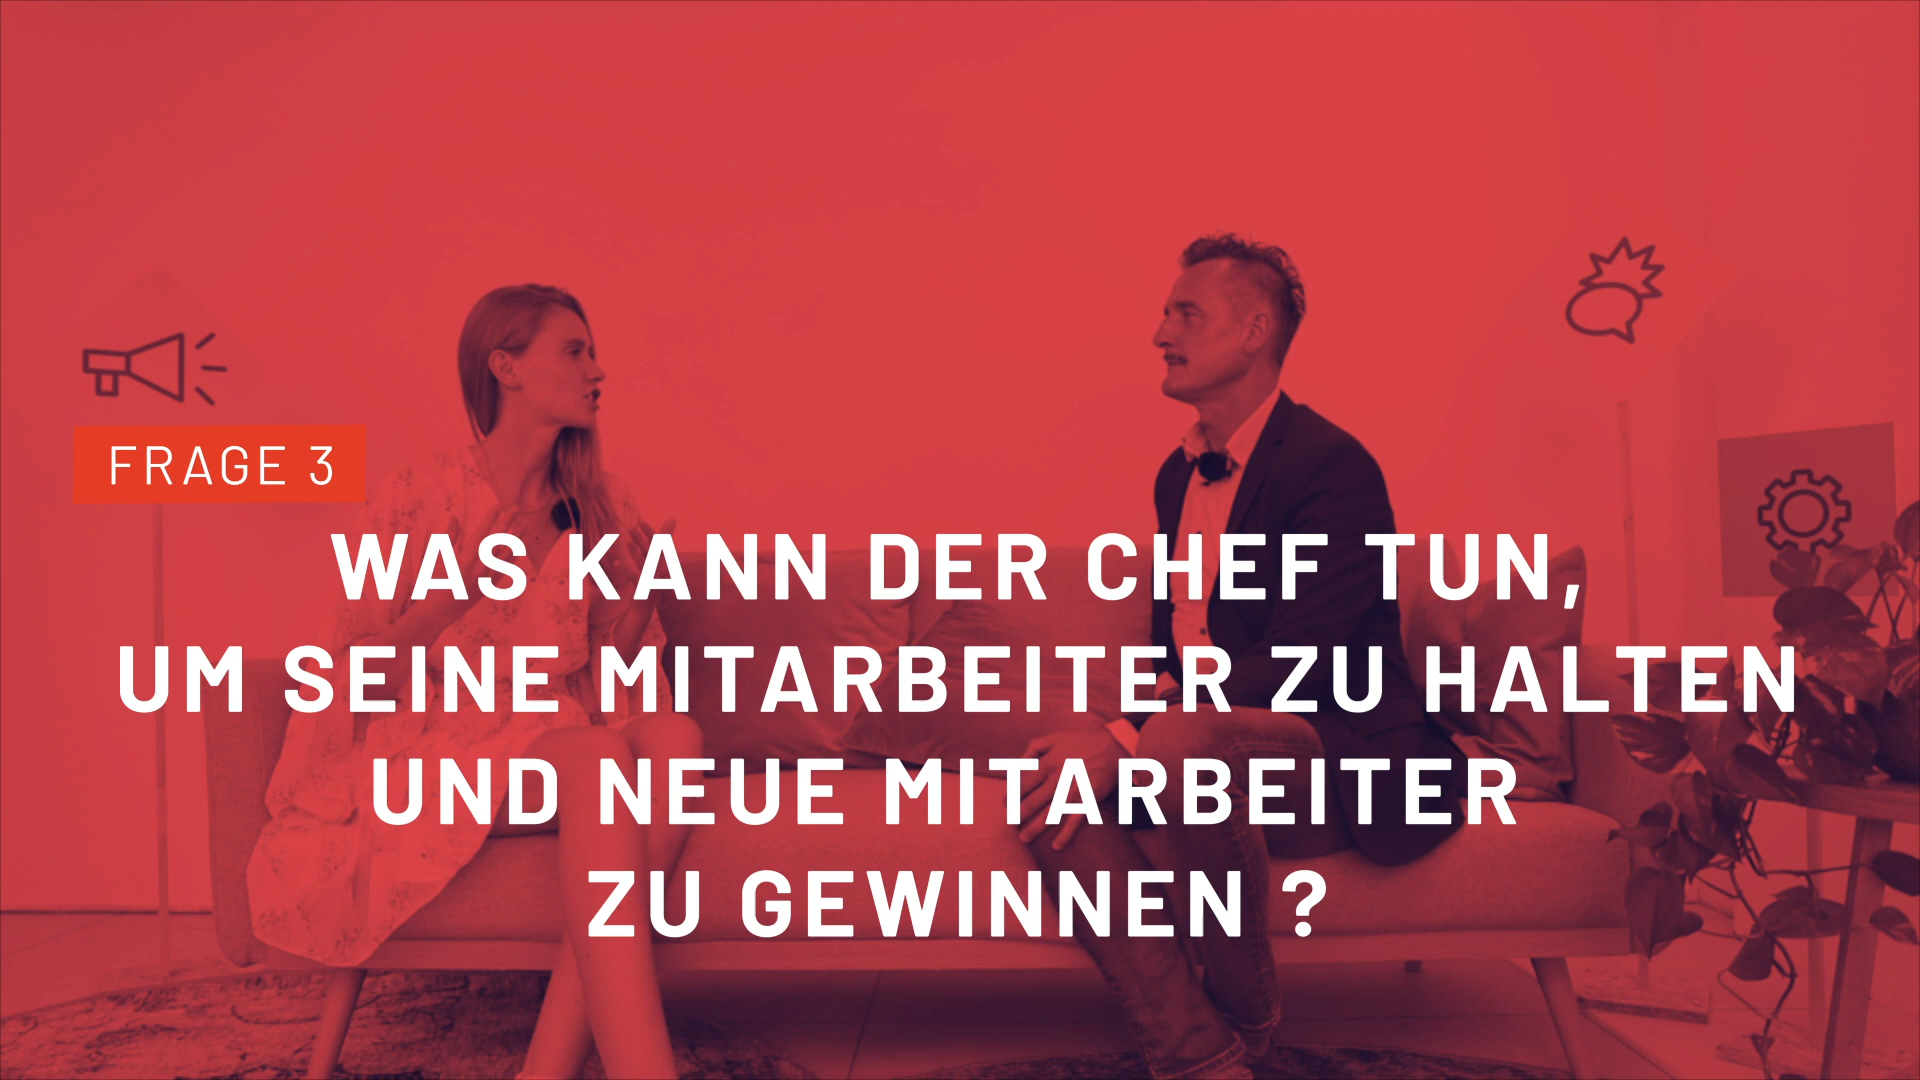 FRAGE 3
WAS KANN DER CHEF TUN,
UM SEINE MITARBEITER ZU HALTEN
UND NEUE MITARBEITER
ZU GEWINNEN ?